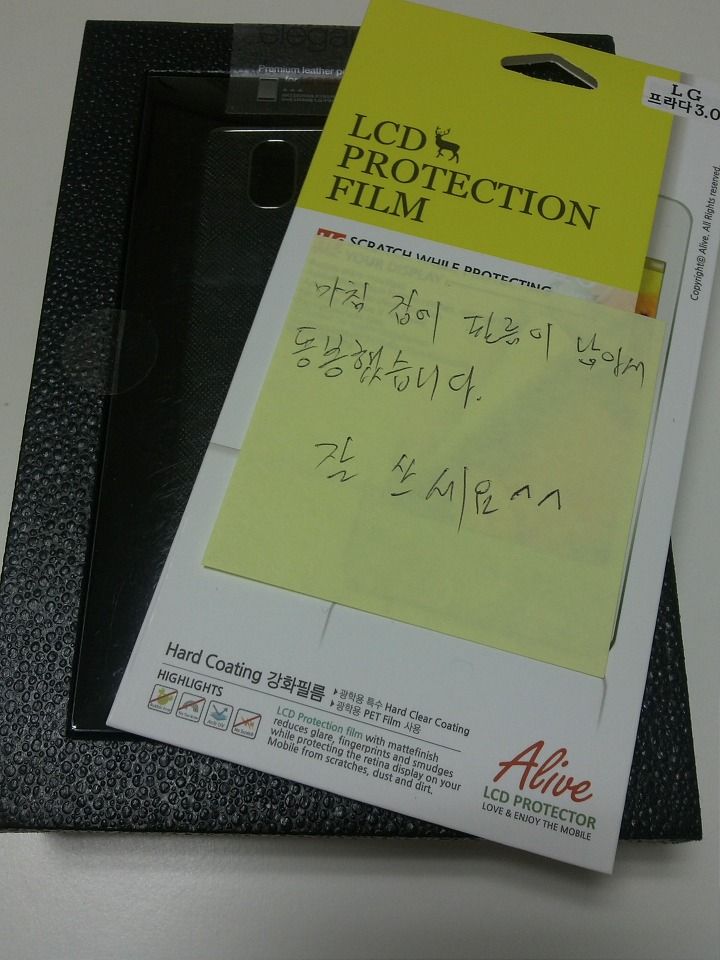 elega
Premium leather p
for
LG
프라다 3.0
LCD
PROTECTION
FILM
SCRATCH WHILE PROTECTING
YOUR DISPLAY
Copyright© Alive. All Rights reserved.
마침 집에 필름이 남아서
동봉했습니다.
잘 쓰세요^^
Hard Coating 강화필름
▸광학용 특수 Hard Clear Coating
▸광학용 PET Film 사용
HIGHLIGHTS
LCD Protection film with mattefinish
reduces glare, fingerprints and smudges
while protecting the retina display on your
Mobile from scratches, dust and dirt.
Alive
LCD PROTECTOR
LOVE & ENJOY THE MOBILE